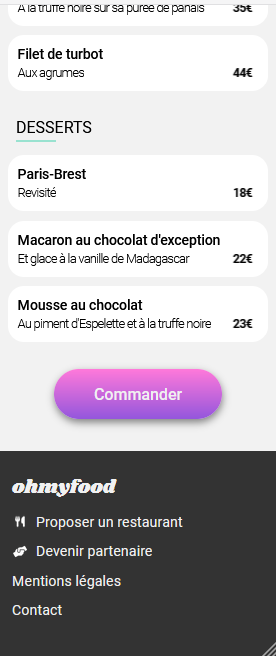 A la truffe noire sur sa purée de panais 35€
Filet de turbot
Aux agrumes 44€
DESSERTS
Paris-Brest
Revisité 18€
Macaron au chocolat d'exception
Et glace à la vanille de Madagascar 22€
Mousse au chocolat
Au piment d'Espelette et à la truffe noire 23€
Commander
ohmyfood
Proposer un restaurant
Devenir partenaire
Mentions légales
Contact